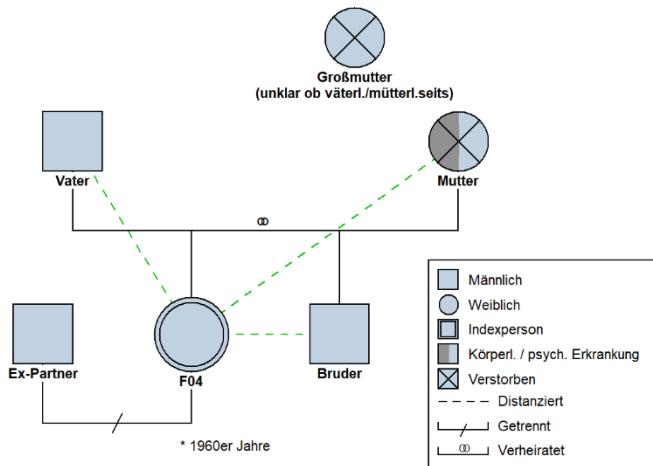 Großmutter
(unklar ob väterl./mütterl.seits)
Vater
Mutter
Ex-Partner
F04
Bruder
* 1960er Jahre
Männlich
Weiblich
Indexperson
Körperl. / psych. Erkrankung
Verstorben
Distanziert
Getrennt
Verheiratet